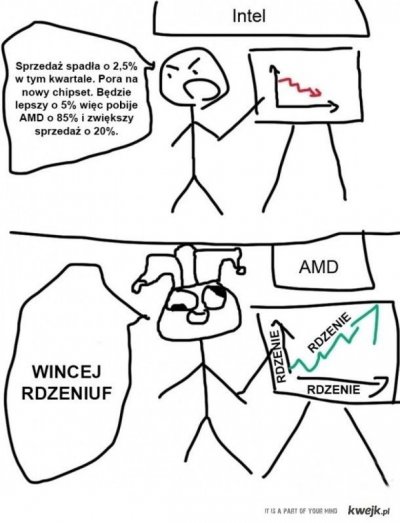 Intel
Sprzedaż spadła o 2,5%
w tym kwartale. Pora na
nowy chipset. Będzie
lepszy o 5% więc pobije
AMD o 85% i zwiększy
sprzedaż o 20%.
AMD
WINCEJ
RDZENIUF
RDZENIE
RDZENIE
RDZENIE
IT IS A PART OF YOUR MIND
kwejk.pl